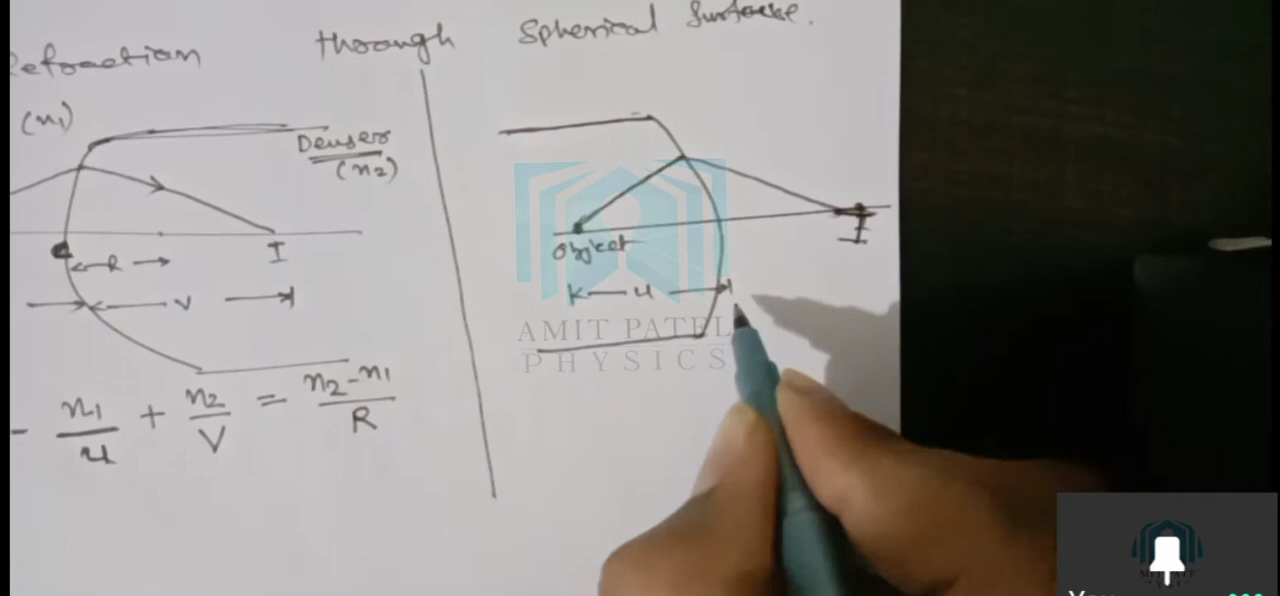 Refraction through Spherical Surface.
(n1)
Denser
(n2)
R
I
V
- n1/u + n2/V = n2-n1/R
Object
I
u
AMIT PATEL
PHYSICS